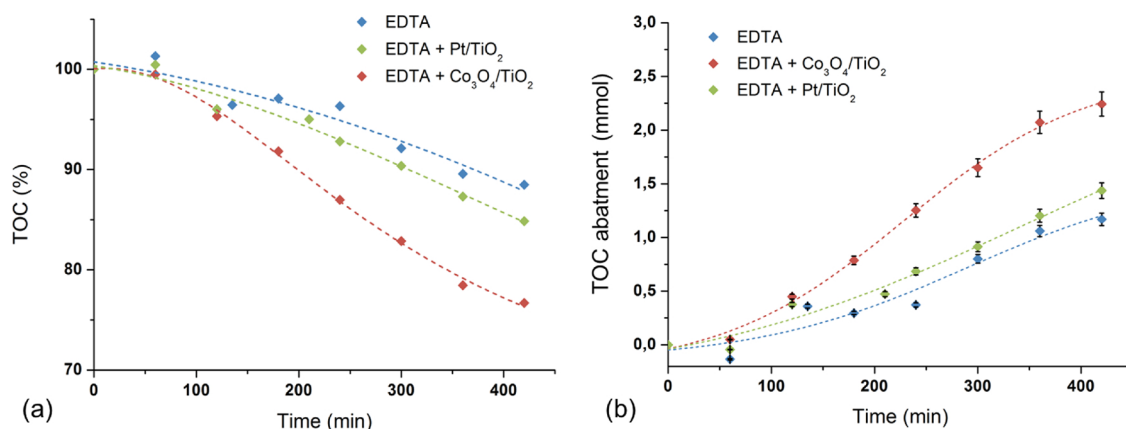 EDTA
EDTA + Pt/TiO₂
EDTA + Co₃O₄/TiO₂
100
90
80
70
TOC (%)
0
100
200
300
400
Time (min)
(a)
3,0
2,5
2,0
1,5
1,0
0,5
0,0
TOC abatment (mmol)
EDTA
EDTA + Co₃O₄/TiO₂
EDTA + Pt/TiO₂
0
100
200
300
400
Time (min)
(b)